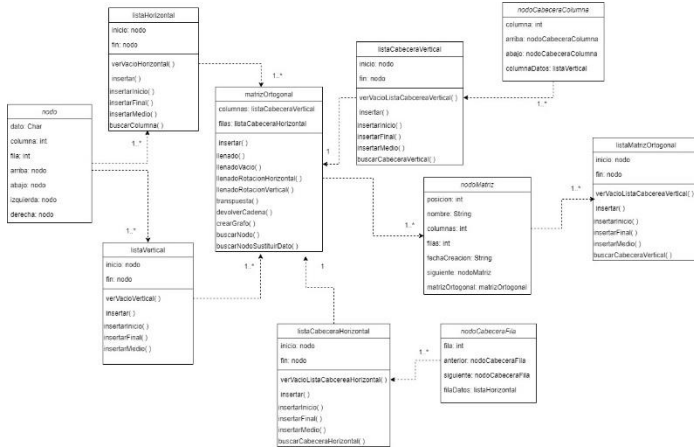 listaHorizontal
inicio: nodo
fin: nodo
verVacioHorizontal( )
insertar( )
insertarInicio( )
insertarFinal( )
insertarMedio( )
buscarColumna( )
1..*
nodo
dato: Char
columna: int
fila: int
arriba: nodo
abajo: nodo
izquierda: nodo
derecha: nodo
1..*
1..*
listaVertical
inicio: nodo
fin: nodo
verVacioVertical( )
insertar( )
insertarInicio( )
insertarFinal( )
insertarMedio( )
1..*
matrizOrtogonal
columnas: listaCabeceraVertical
filas: listaCabeceraHorizontal
insertar( )
llenado( )
llenadoVacio( )
llenadoRotacionHorizontal( )
llenadoRotacionVertical( )
transpuesta( )
devolverCadena( )
crearGrafo( )
buscarNodo( )
buscarNodoSustituirDato( )
1
1
listaCabeceraVertical
inicio: nodo
fin: nodo
verVacioListaCabcereaVertical( )
insertar( )
insertarInicio( )
insertarFinal( )
insertarMedio( )
buscarCabeceraVertical( )
nodoCabeceraColumna
columna: int
arriba: nodoCabeceraColumna
abajo: nodoCabeceraColumna
columnaDatos: listaVertical
1..*
nodoMatriz
posicion: int
nombre: String
columnas: int
filas: int
fechaCreacion: String
siguiente: nodoMatriz
matrizOrtogonal: matrizOrtogonal
1..*
1..*
listaMatrizOrtogonal
inicio: nodo
fin: nodo
verVacioListaCabcereaVertical( )
insertar( )
insertarInicio( )
insertarFinal( )
insertarMedio( )
buscarCabeceraVertical( )
listaCabeceraHorizontal
inicio: nodo
fin: nodo
verVacioListaCabcereaHorizontal( )
insertar( )
insertarInicio( )
insertarFinal( )
insertarMedio( )
buscarCabeceraHorizontal( )
1..*
nodoCabeceraFila
fila: int
anterior: nodoCabeceraFila
siguiente: nodoCabeceraFila
filaDatos: listaHorizontal